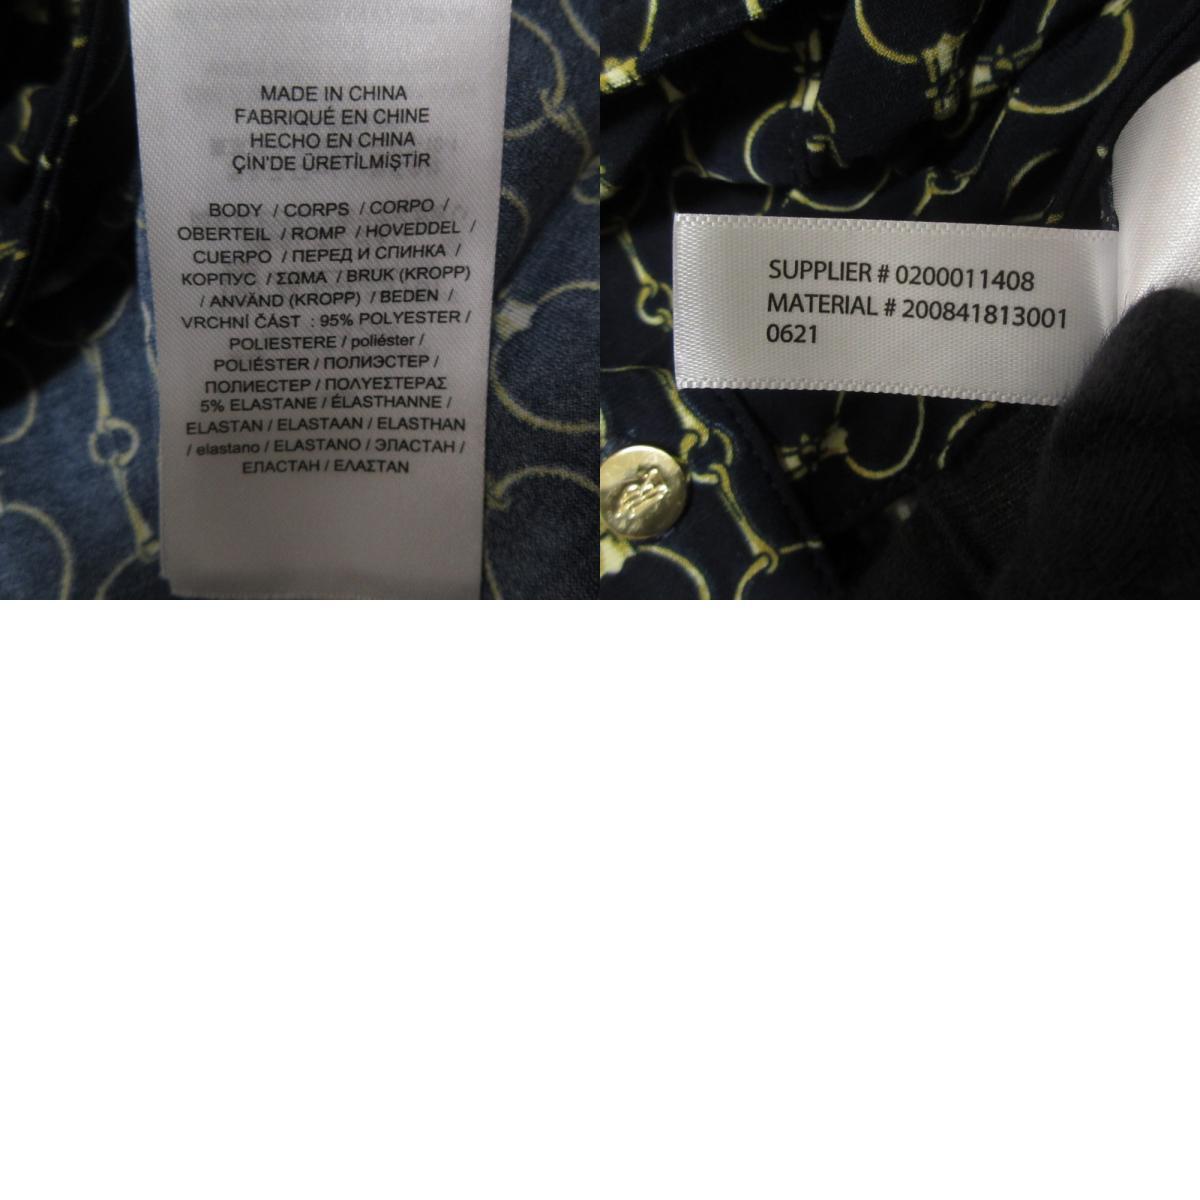 MADE IN CHINA
FABRIQUÉ EN CHINE
HECHO EN CHINA
ÇİN'DE ÜRETİLMİŞTİR
BODY / CORPS / CORPO /
OBERTEIL / ROMP / HOVEDDEL /
CUERPO / ПЕРЕД И СПИНКА /
КОРПУС / ΣΩΜΑ / BRUK (KROPP)
/ ANVÄND (KROPP) / BEDEN /
VRCHNÍ ČÁST : 95% POLYESTER /
POLIESTERE / poliéster /
POLIÉSTER / ПОЛИЭСТЕР /
ПОЛИЕСТЕР / ΠΟΛΥΕΣΤΕΡΑΣ
5% ELASTANE / ÉLASTHANNE /
ELASTAN / ELASTAAN / ELASTHAN
/ elastano / ELASTANO / ЭЛАСТАН /
ЕЛАСТАН / ΕΛΑΣΤΑΝ
SUPPLIER # 0200011408
MATERIAL # 200841813001
0621